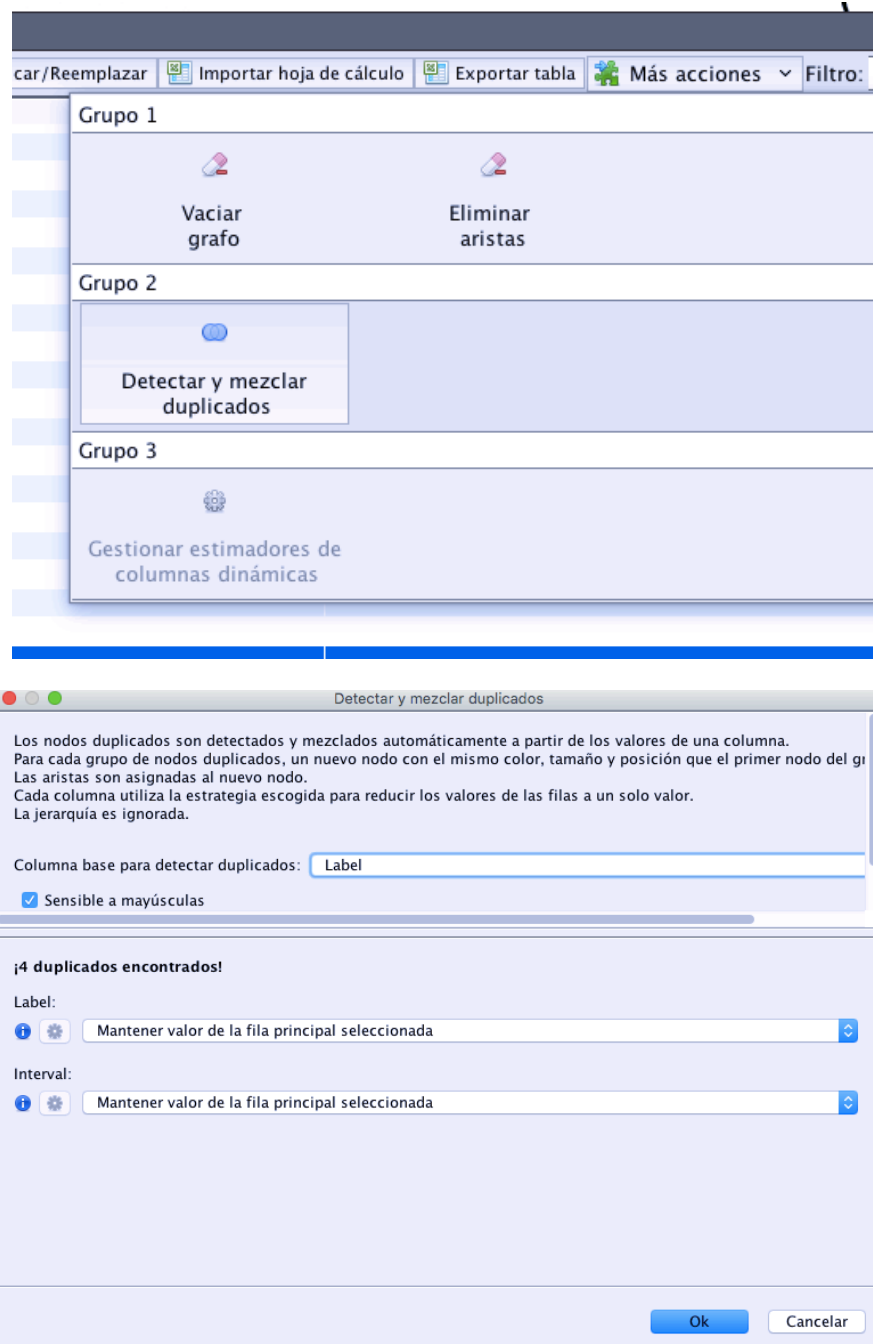 car/Reemplazar Importar hoja de cálculo Exportar tabla Más acciones Filtro:
Grupo 1
Vaciar grafo
Eliminar aristas
Grupo 2
Detectar y mezclar
duplicados
Grupo 3
Gestionar estimadores de
columnas dinámicas
Detectar y mezclar duplicados
Los nodos duplicados son detectados y mezclados automáticamente a partir de los valores de una columna.
Para cada grupo de nodos duplicados, un nuevo nodo con el mismo color, tamaño y posición que el primer nodo del
Las aristas son asignadas al nuevo nodo.
Cada columna utiliza la estrategia escogida para reducir los valores de las filas a un solo valor.
La jerarquía es ignorada.
Columna base para detectar duplicados: Label
Sensible a mayúsculas
¡4 duplicados encontrados!
Label:
Mantener valor de la fila principal seleccionada
Interval:
Mantener valor de la fila principal seleccionada
Ok Cancelar